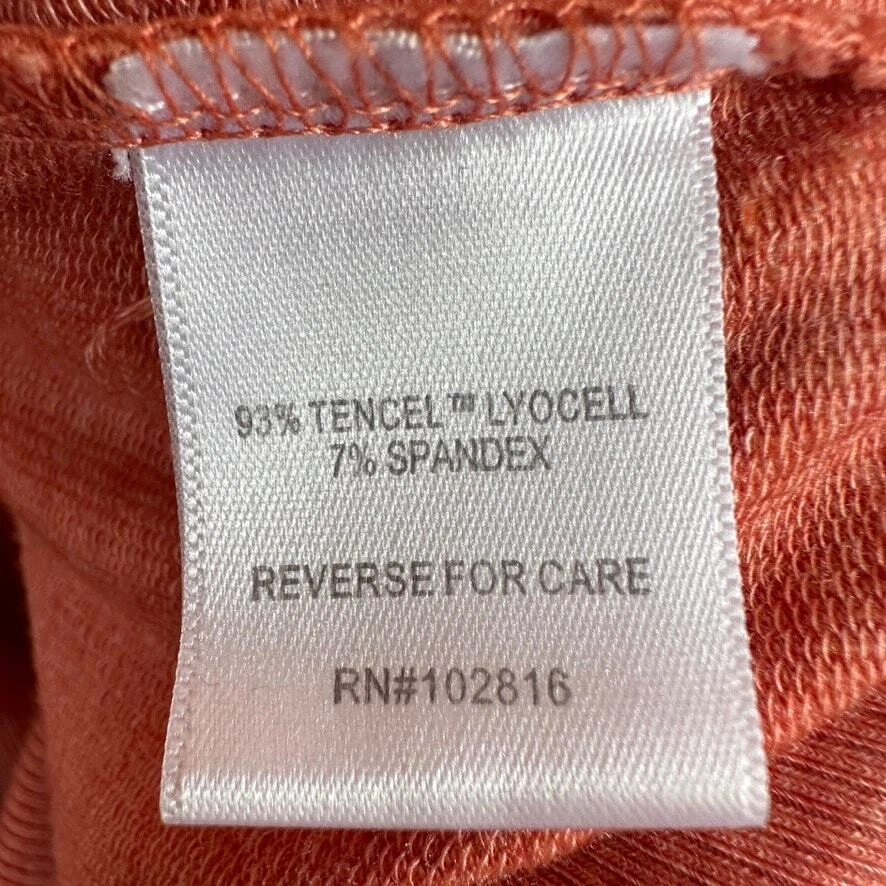 93% TENCEL™ LYOCELL
7% SPANDEX
REVERSE FOR CARE
RN#102816